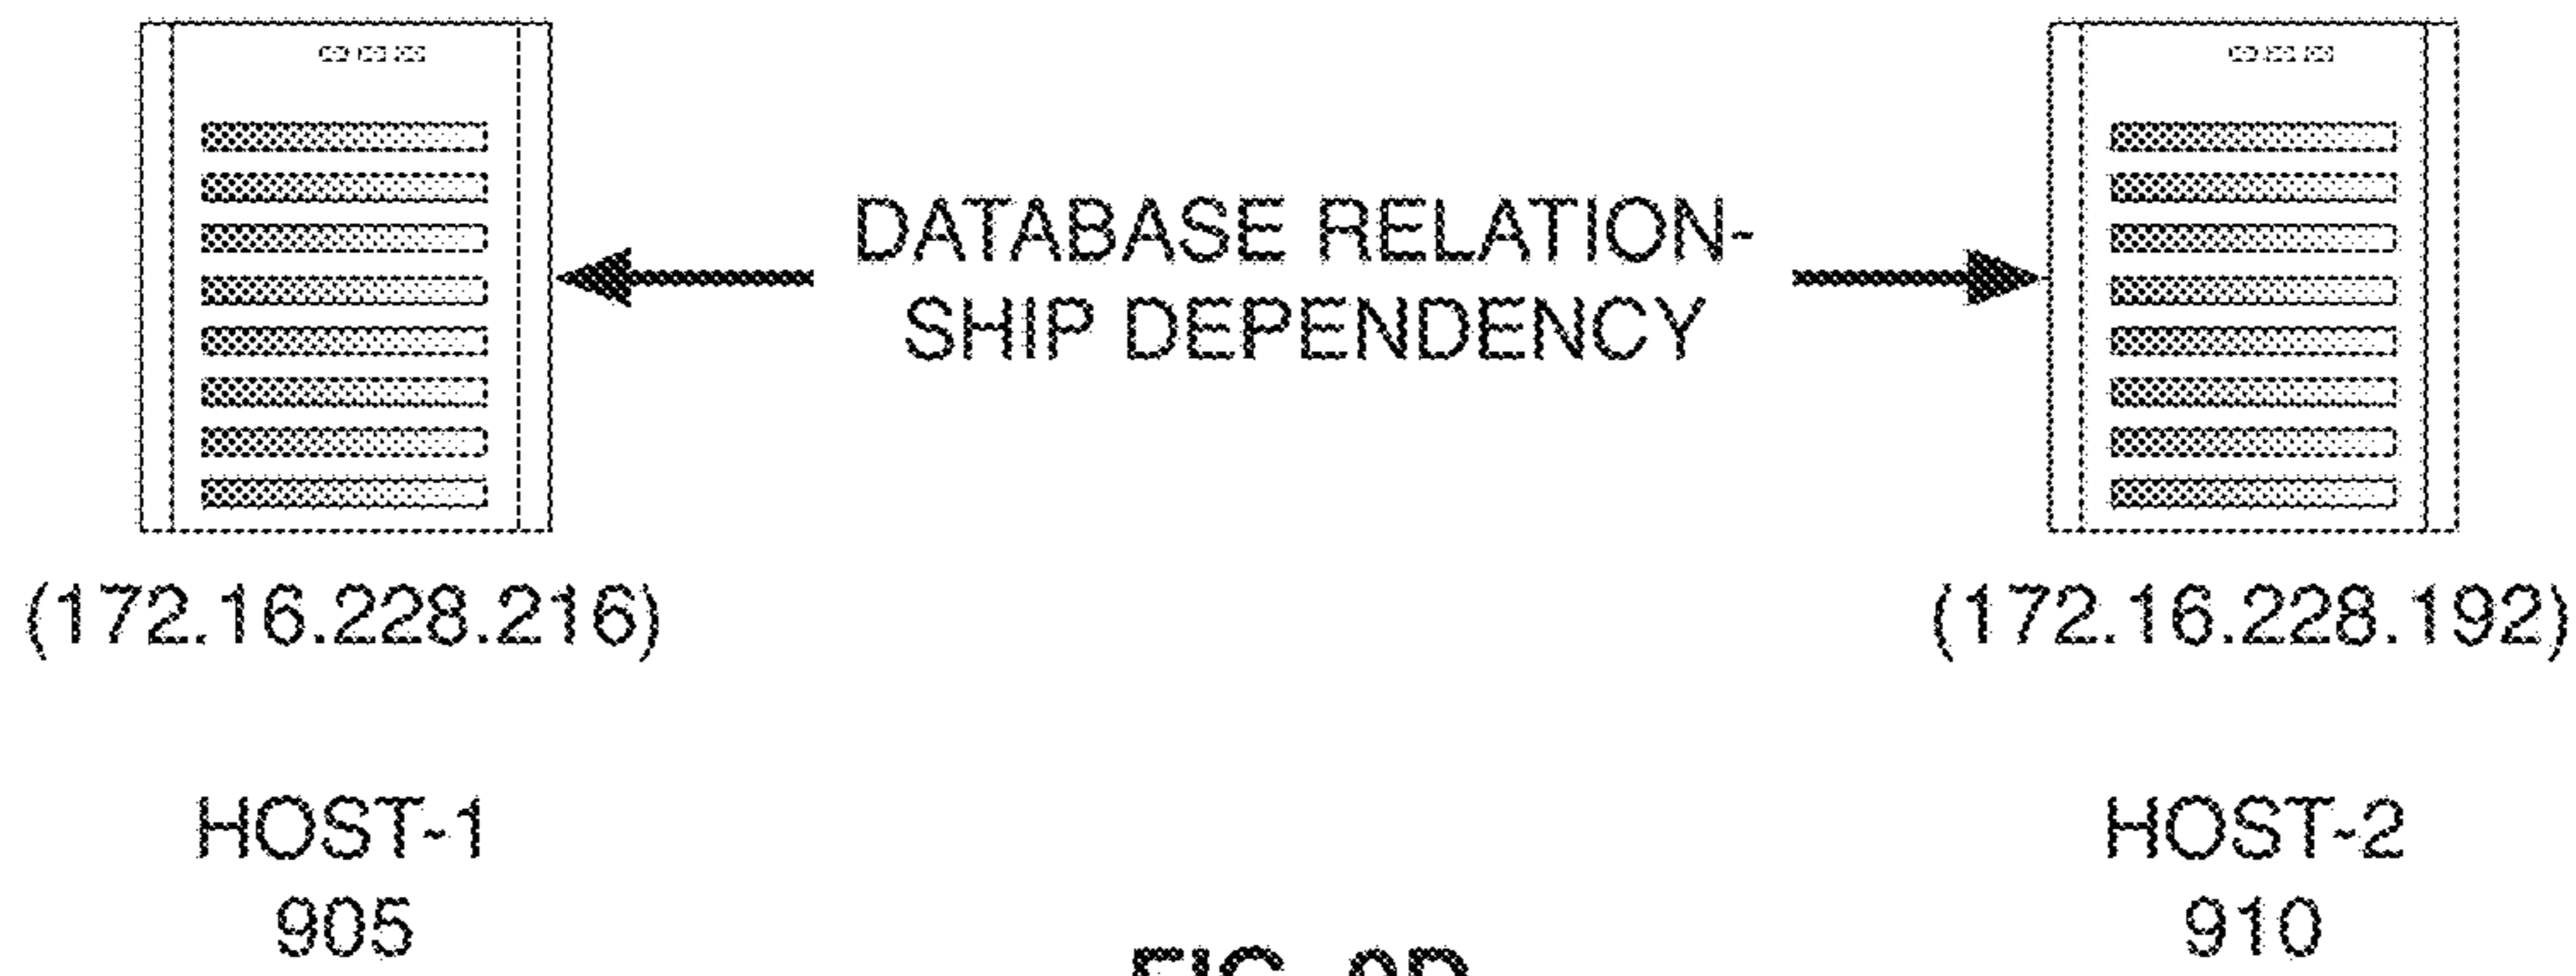 DATABASE RELATION-
SHIP DEPENDENCY
(172.16.228.216)
(172.16.228.192)
HOST-1
905
HOST-2
910